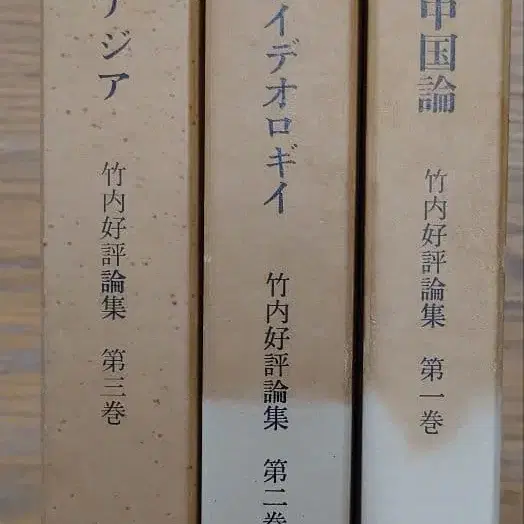 アジア
竹内好評論集 第三巻
イデオロギイ
竹内好評論集 第二巻
中国論
竹内好評論集 第一巻